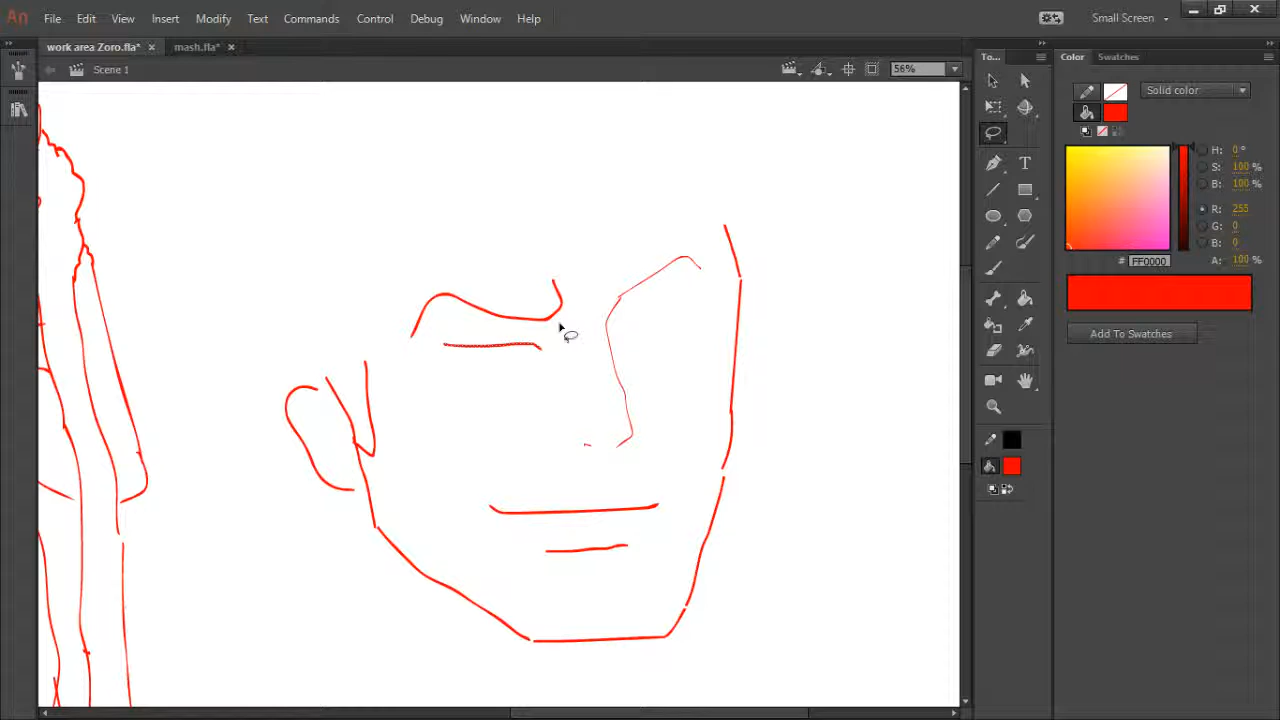 An File Edit View Insert Modify Text Commands Control Debug Window Help Small Screen
work area Zoro.fla* mash.fla*
Scene 1 56%
To...
T
Color Swatches
Solid color
H: 0 °
S: 100 %
B: 100 %
R: 255
G: 0
B: 0
# FF0000 A: 100 %
Add To Swatches